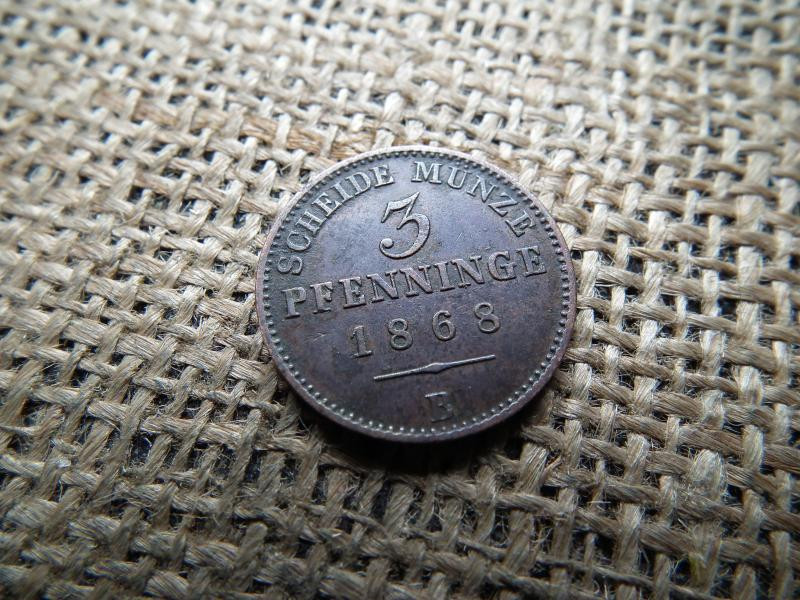 SCHEIDE MÜNZE
3
PFENNINGE
1868
B